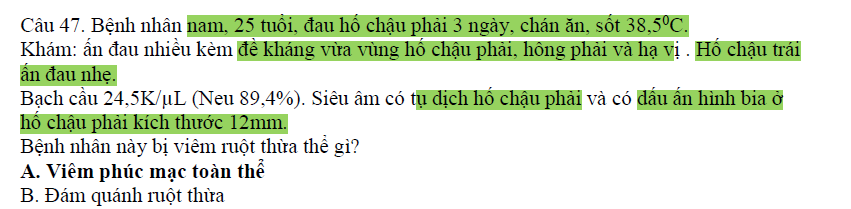 Câu 47. Bệnh nhân nam, 25 tuổi, đau hố chậu phải 3 ngày, chán ăn, sốt 38,5⁰C.
Khám: ấn đau nhiều kèm đề kháng vừa vùng hố chậu phải, hông phải và hạ vị . Hố chậu trái
ấn đau nhẹ.
Bạch cầu 24,5K/µL (Neu 89,4%). Siêu âm có tụ dịch hố chậu phải và có dấu ấn hình bia ở
hố chậu phải kích thước 12mm.
Bệnh nhân này bị viêm ruột thừa thể gì?
A. Viêm phúc mạc toàn thể
B. Đám quánh ruột thừa